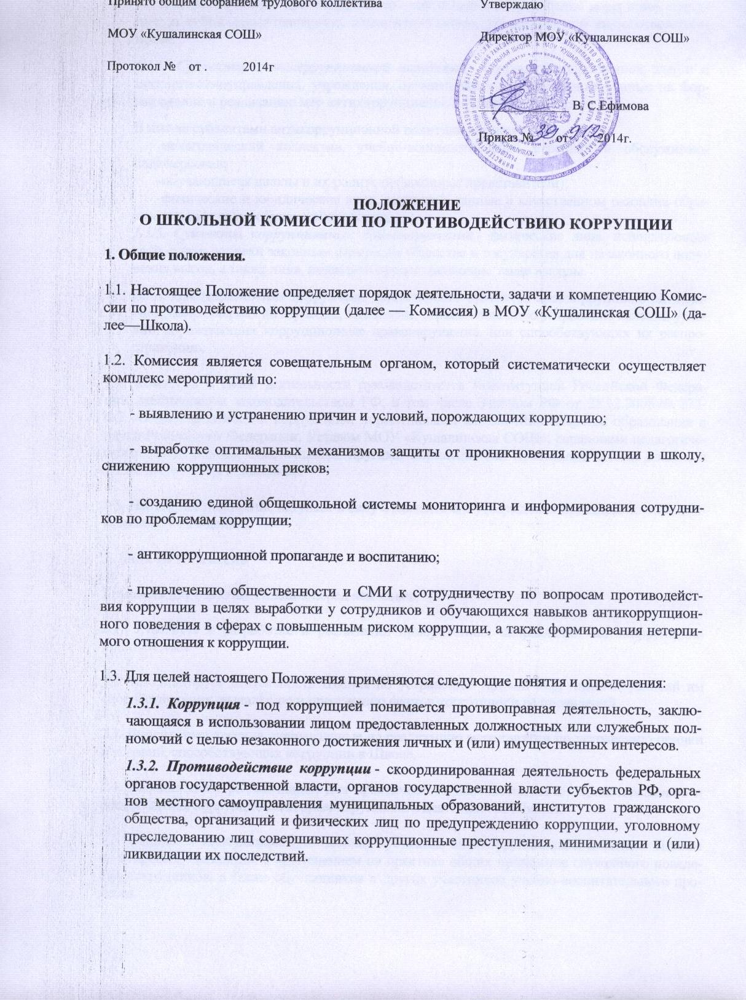 Принято общим собранием трудового коллектива
Утверждаю
МОУ «Кушалинская СОШ»
Директор МОУ «Кушалинская СОШ»
Протокол № от . 2014г
В. С.Ефимова
Приказ № 39 от 2014г.
ПОЛОЖЕНИЕ
О ШКОЛЬНОЙ КОМИССИИ ПО ПРОТИВОДЕЙСТВИЮ КОРРУПЦИИ
1. Общие положения.
1.1. Настоящее Положение определяет порядок деятельности, задачи и компетенцию Комис-
сии по противодействию коррупции (далее — Комиссия) в МОУ «Кушалинская СОШ» (да-
лее—Школа).
1.2. Комиссия является совещательным органом, который систематически осуществляет
комплекс мероприятий по:
- выявлению и устранению причин и условий, порождающих коррупцию;
- выработке оптимальных механизмов защиты от проникновения коррупции в школу,
снижению коррупционных рисков;
- созданию единой общешкольной системы мониторинга и информирования сотрудни-
ков по проблемам коррупции;
- антикоррупционной пропаганде и воспитанию;
- привлечению общественности и СМИ к сотрудничеству по вопросам противодейст-
вия коррупции в целях выработки у сотрудников и обучающихся навыков антикоррупцион-
ного поведения в сферах с повышенным риском коррупции, а также формирования нетерпи-
мого отношения к коррупции.
1.3. Для целей настоящего Положения применяются следующие понятия и определения:
1.3.1. Коррупция - под коррупцией понимается противоправная деятельность, заклю-
чающаяся в использовании лицом предоставленных должностных или служебных пол-
номочий с целью незаконного достижения личных и (или) имущественных интересов.
1.3.2. Противодействие коррупции - скоординированная деятельность федеральных
органов государственной власти, органов государственной власти субъектов РФ, орга-
нов местного самоуправления муниципальных образований, институтов гражданского
общества, организаций и физических лиц по предупреждению коррупции, уголовному
преследованию лиц совершивших коррупционные преступления, минимизации и (или)
ликвидации их последствий.